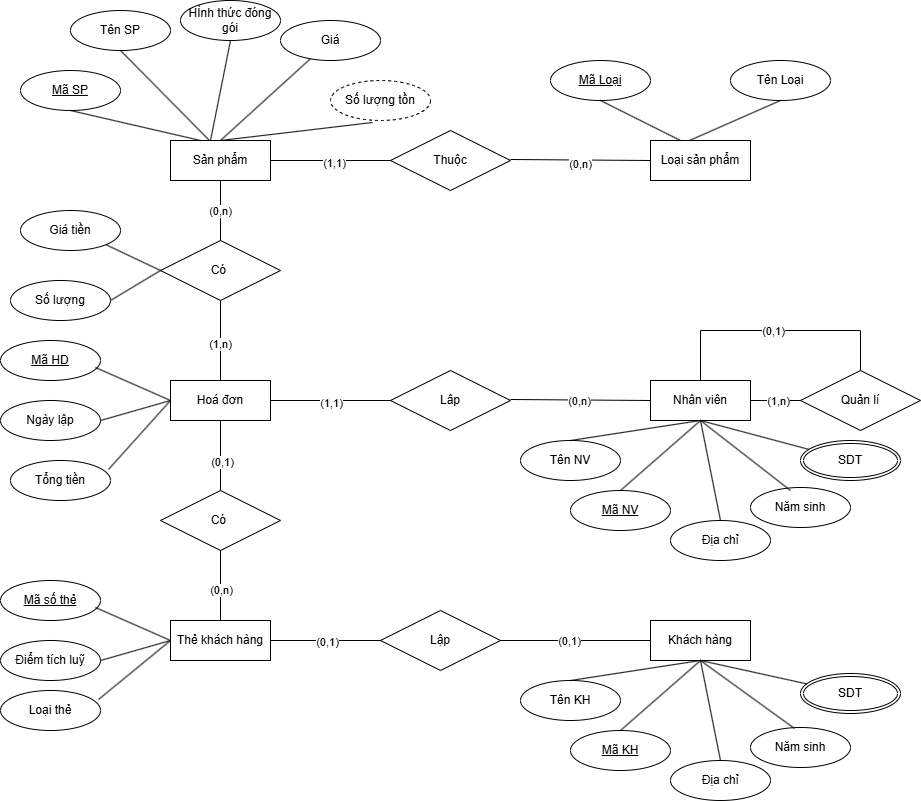 Hình thức đóng
gói
Tên SP
Giá
Mã SP
Số lượng tồn
Mã Loại
Tên Loại
Sản phẩm
(1,1)
Thuộc
(0,n)
Loại sản phẩm
(0,n)
Giá tiền
Có
Số lượng
(1,n)
(0,1)
Mã HD
Hoá đơn
(1,1)
Lâp
(0,n)
Nhân viên
(1,n)
Quản lí
Ngày lập
Tổng tiền
(0,1)
Tên NV
SDT
Mã NV
Năm sinh
Địa chỉ
Có
(0,n)
Mã số thẻ
Thẻ khách hàng
(0,1)
Lập
(0,1)
Khách hàng
Điểm tích luỹ
Loại thẻ
Tên KH
SDT
Mã KH
Năm sinh
Địa chỉ